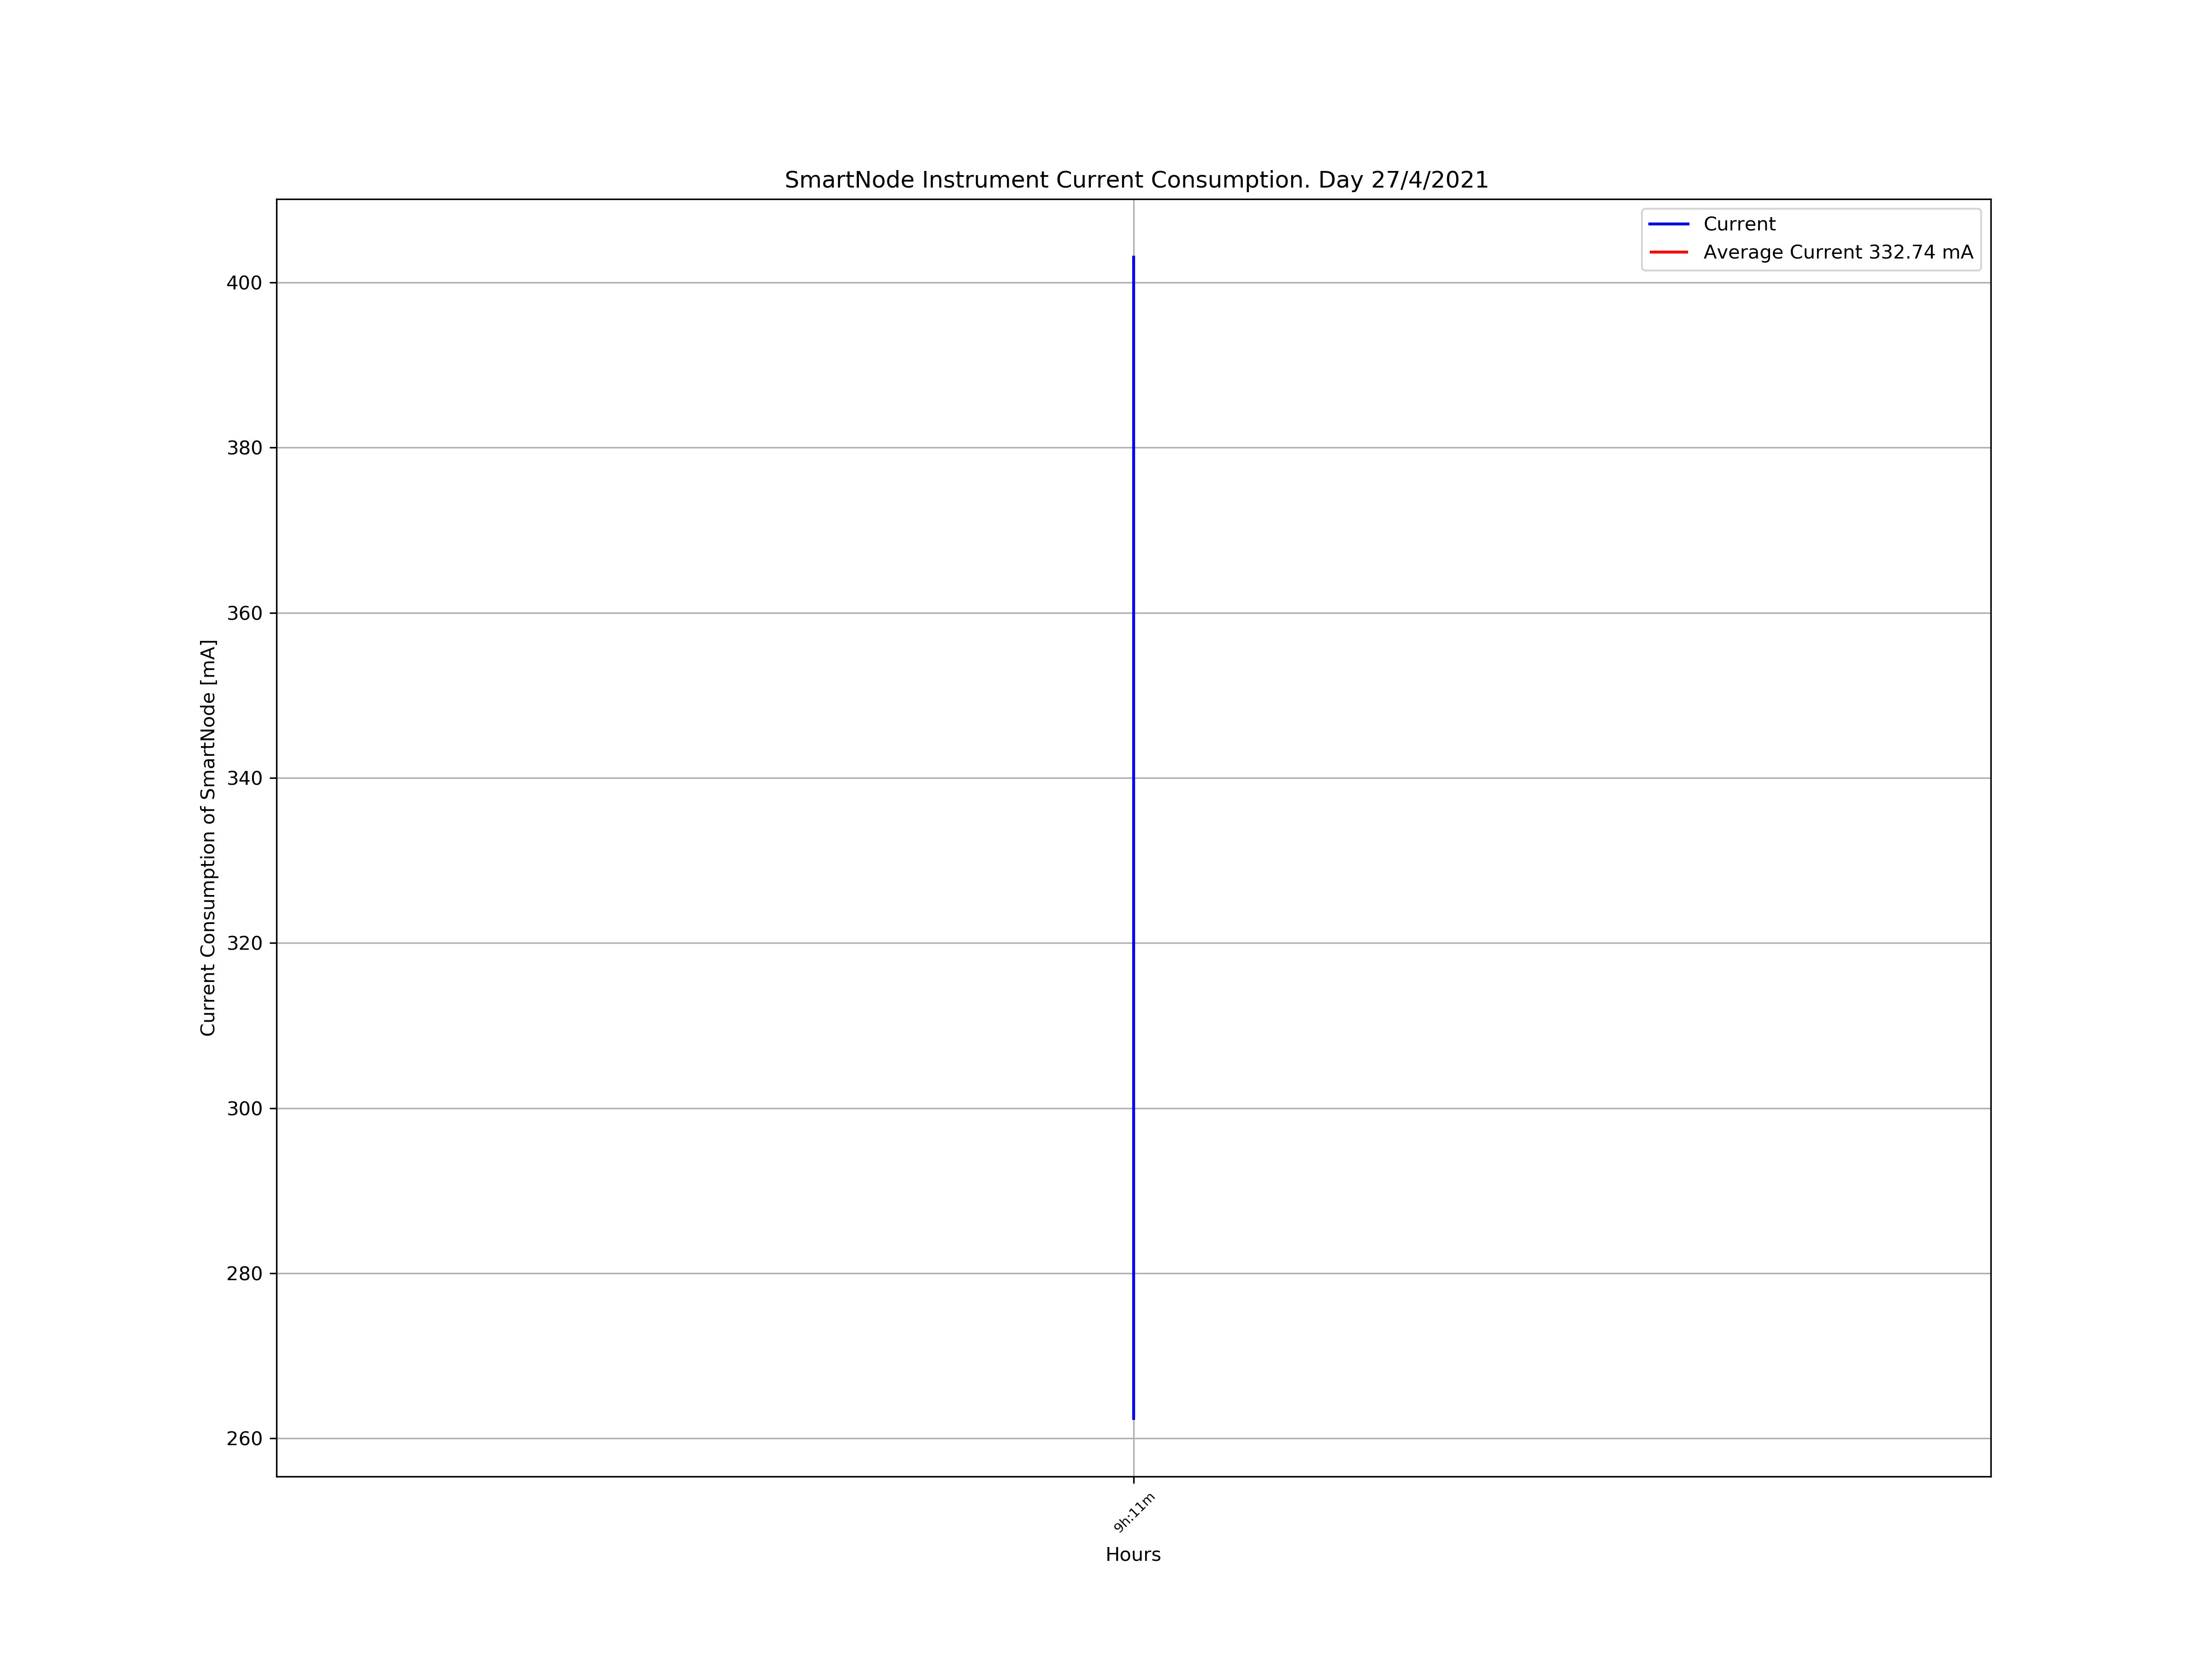 SmartNode Instrument Current Consumption. Day 27/4/2021
Current
Average Current 332.74 mA
400
380
360
340
320
300
280
260
Current Consumption of SmartNode [mA]
9h:11m
Hours